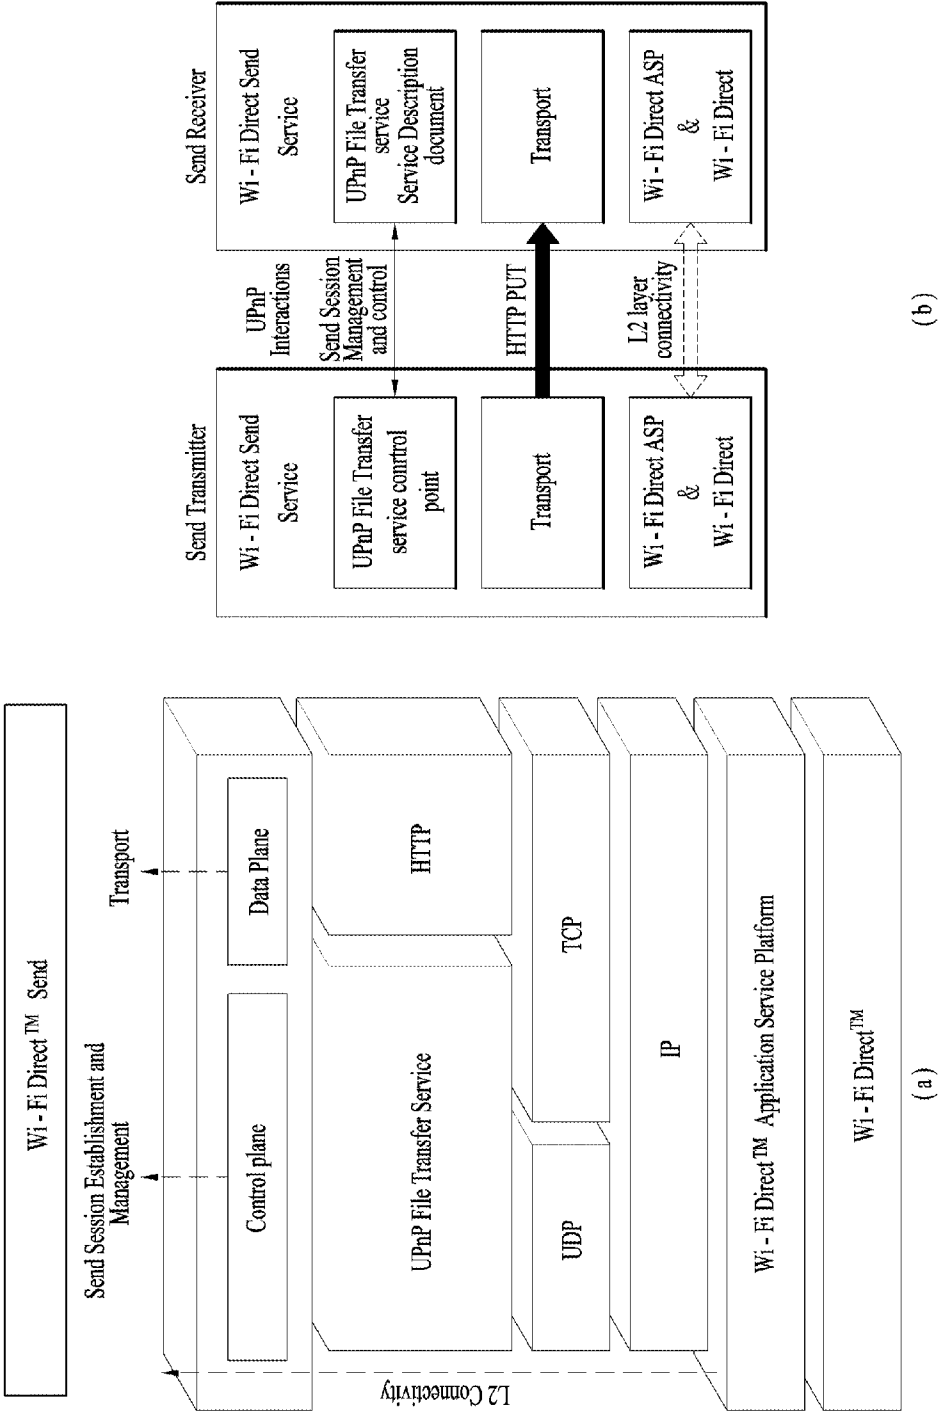 Wi - Fi Direct™ Send
Send Session Establishment and
Management
Transport
Control plane
Data Plane
UPnP File Transfer Service
HTTP
UDP
TCP
IP
Wi - Fi Direct™ Application Service Platform
Wi - Fi Direct™
L2 Connectivity
( a )
Send Transmitter
Wi - Fi Direct Send
Service
UPnP File Transfer
service conrtrol
point
Transport
Wi - Fi Direct ASP
&
Wi - Fi Direct
UPnP
Interactions
Send Session
Management
and control
HTTP PUT
L2 layer
connectivity
Send Receiver
Wi - Fi Direct Send
Service
UPnP File Transfer
service
Service Description
document
Transport
Wi - Fi Direct ASP
&
Wi - Fi Direct
( b )